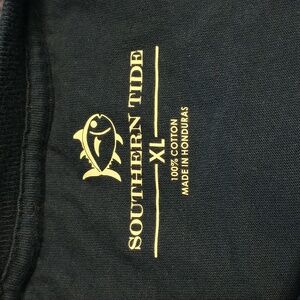 SOUTHERN TIDE
XL
100% COTTON
MADE IN HONDURAS